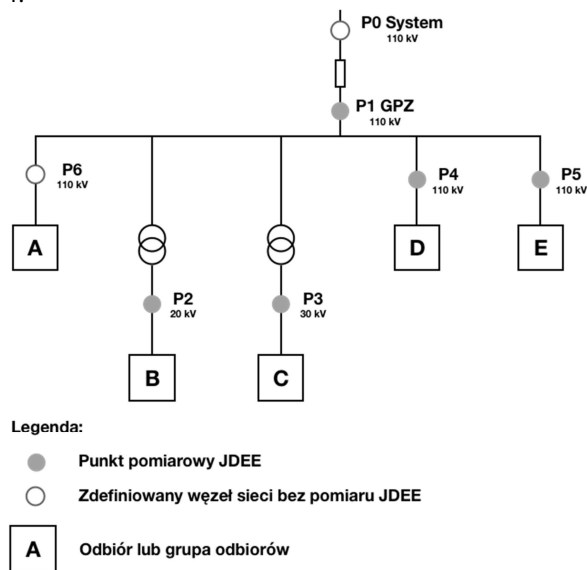 P0 System
110 kV
P1 GPZ
110 kV
P6
110 kV
P4
110 kV
P5
110 kV
A
D
E
P2
20 kV
P3
30 kV
B
C
Legenda:
Punkt pomiarowy JDEE
Zdefiniowany węzeł sieci bez pomiaru JDEE
A
Odbiór lub grupa odbiorów